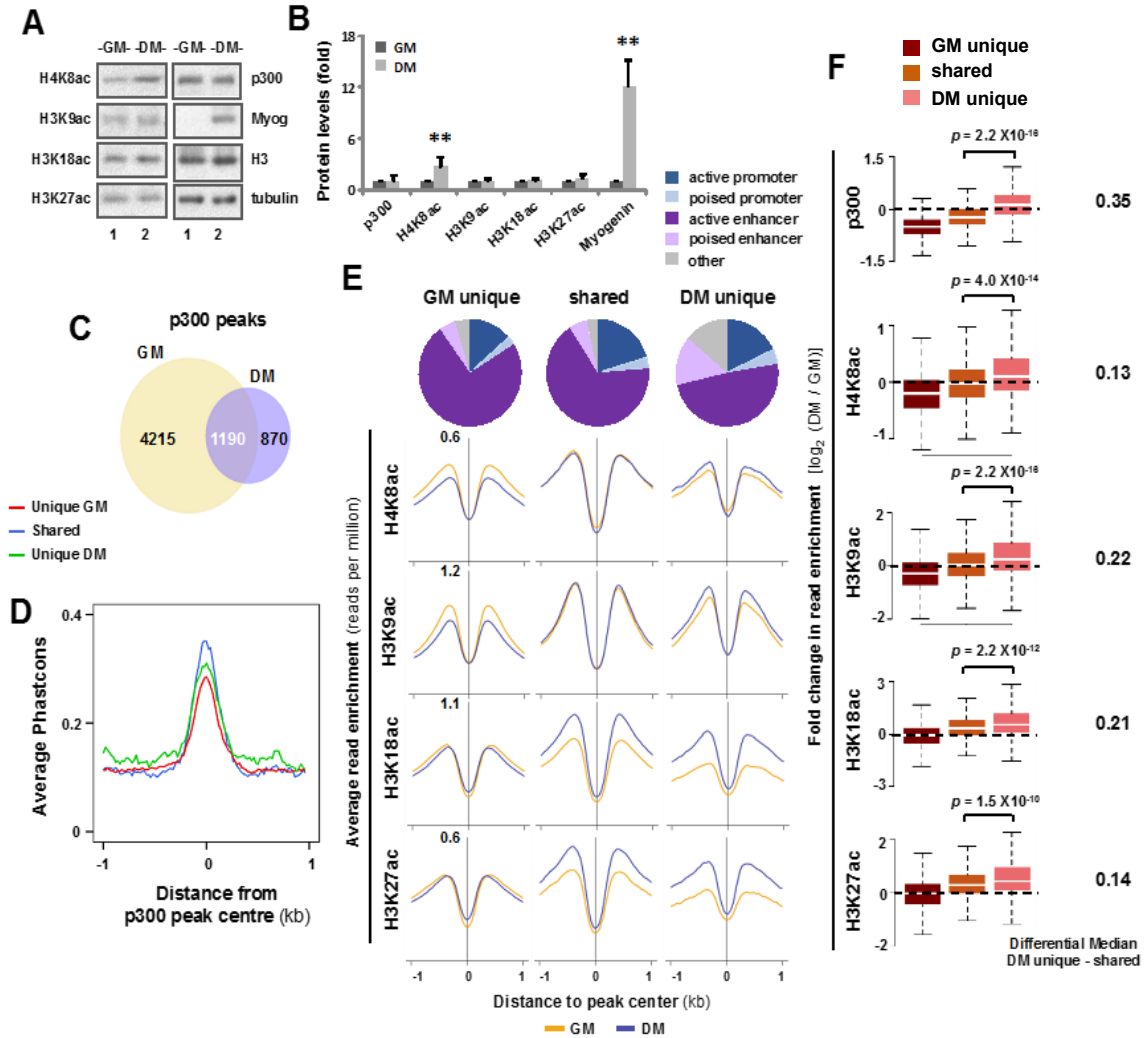 A
-GM- -DM- -GM- -DM-
H4K8ac p300
H3K9ac Myog
H3K18ac H3
H3K27ac tubulin
1 2 1 2
B
Protein levels (fold)
18
12
6
0
GM
DM
**
**
p300
H4K8ac
H3K9ac
H3K18ac
H3K27ac
Myogenin
C
p300 peaks
GM
DM
4215 1190 870
Unique GM
Shared
Unique DM
D
Average Phastcons
0.4
0.2
0
-1 0 1
Distance from
p300 peak centre (kb)
active promoter
poised promoter
active enhancer
poised enhancer
other
E
GM unique shared DM unique
Average read enrichment (reads per million)
H4K8ac
0.6
H3K9ac
1.2
H3K18ac
1.1
H3K27ac
0.6
-1 0 1 -1 0 1 -1 0 1
Distance to peak center (kb)
GM DM
F
GM unique
shared
DM unique
Fold change in read enrichment [log2 (DM / GM)]
p = 2.2 X10-16
p300
1.5
0
-1.5
0.35
p = 4.0 X10-14
H4K8ac
1
0
-1
0.13
p = 2.2 X10-16
H3K9ac
2
0
-2
0.22
p = 2.2 X10-12
H3K18ac
3
0
-3
0.21
p = 1.5 X10-10
H3K27ac
2
0
-2
0.14
Differential Median
DM unique - shared